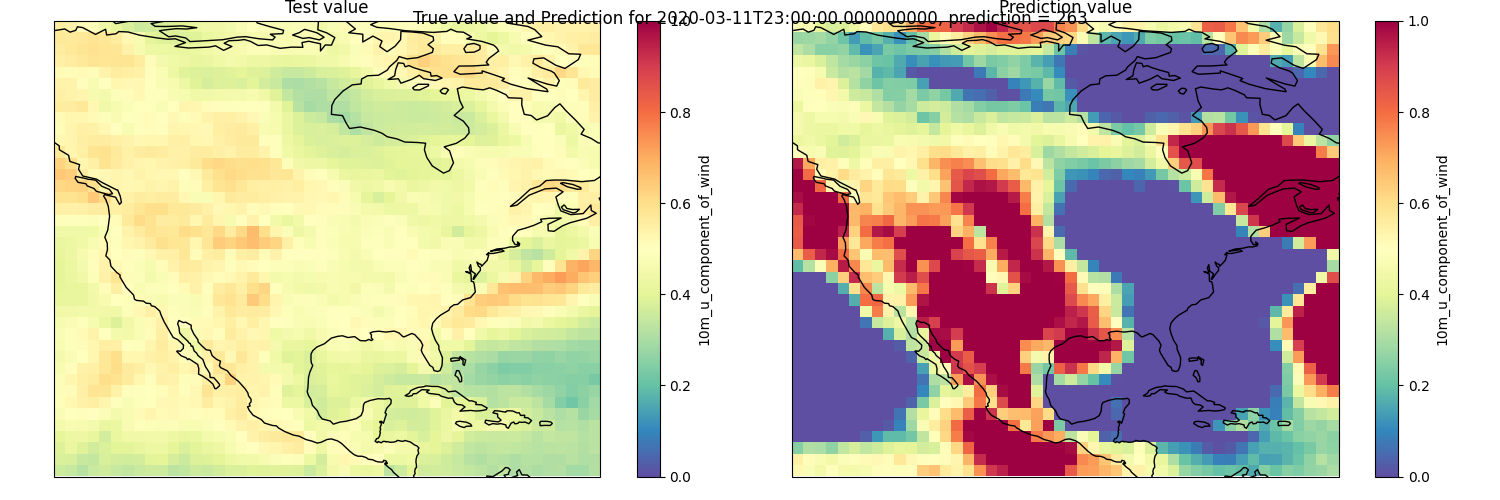 True value and Prediction for 2020-03-11T23:00:00.000000000, prediction = 263
Test value
Prediction value
1.0
0.8
0.6
0.4
0.2
0.0
10m_u_component_of_wind
1.0
0.8
0.6
0.4
0.2
0.0
10m_u_component_of_wind